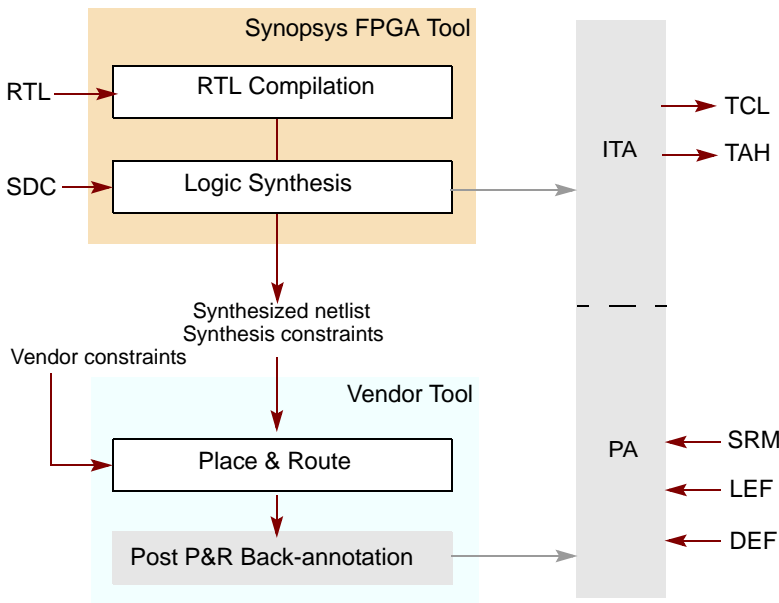 Synopsys FPGA Tool
RTL
RTL Compilation
SDC
Logic Synthesis
Synthesized netlist
Synthesis constraints
Vendor constraints
Vendor Tool
Place & Route
Post P&R Back-annotation
ITA
TCL
TAH
PA
SRM
LEF
DEF